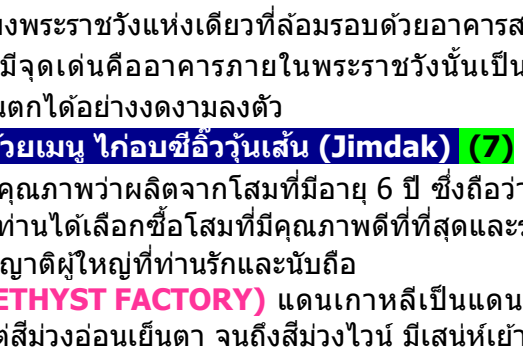 งพระราชวังแห่งเดียวที่ล้อมรอบด้วยอาคารส
มีจุดเด่นคืออาคารภายในพระราชวังนั้นเป็น
นตกได้อย่างงดงามลงตัว
้วยเมนู ไก่อบซีอิ๊ววุ้นเส้น (Jimdak) (7)
คุณภาพว่าผลิตจากโสมที่มีอายุ 6 ปี ซึ่งถือว่า
ท่านได้เลือกซื้อโสมที่มีคุณภาพดีที่ที่สุดและร
ญาติผู้ใหญ่ที่ท่านรักและนับถือ
ETHYST FACTORY) แดนเกาหลีเป็นแดน
ต่สีม่วงอ่อนเย็นตา จนถึงสีม่วงไวน์ มีเสน่ห์เย้า